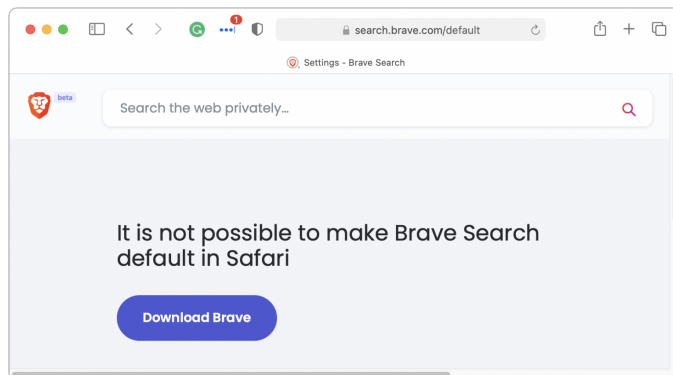 1
search.brave.com/default
Settings - Brave Search
beta
Search the web privately...
It is not possible to make Brave Search
default in Safari
Download Brave